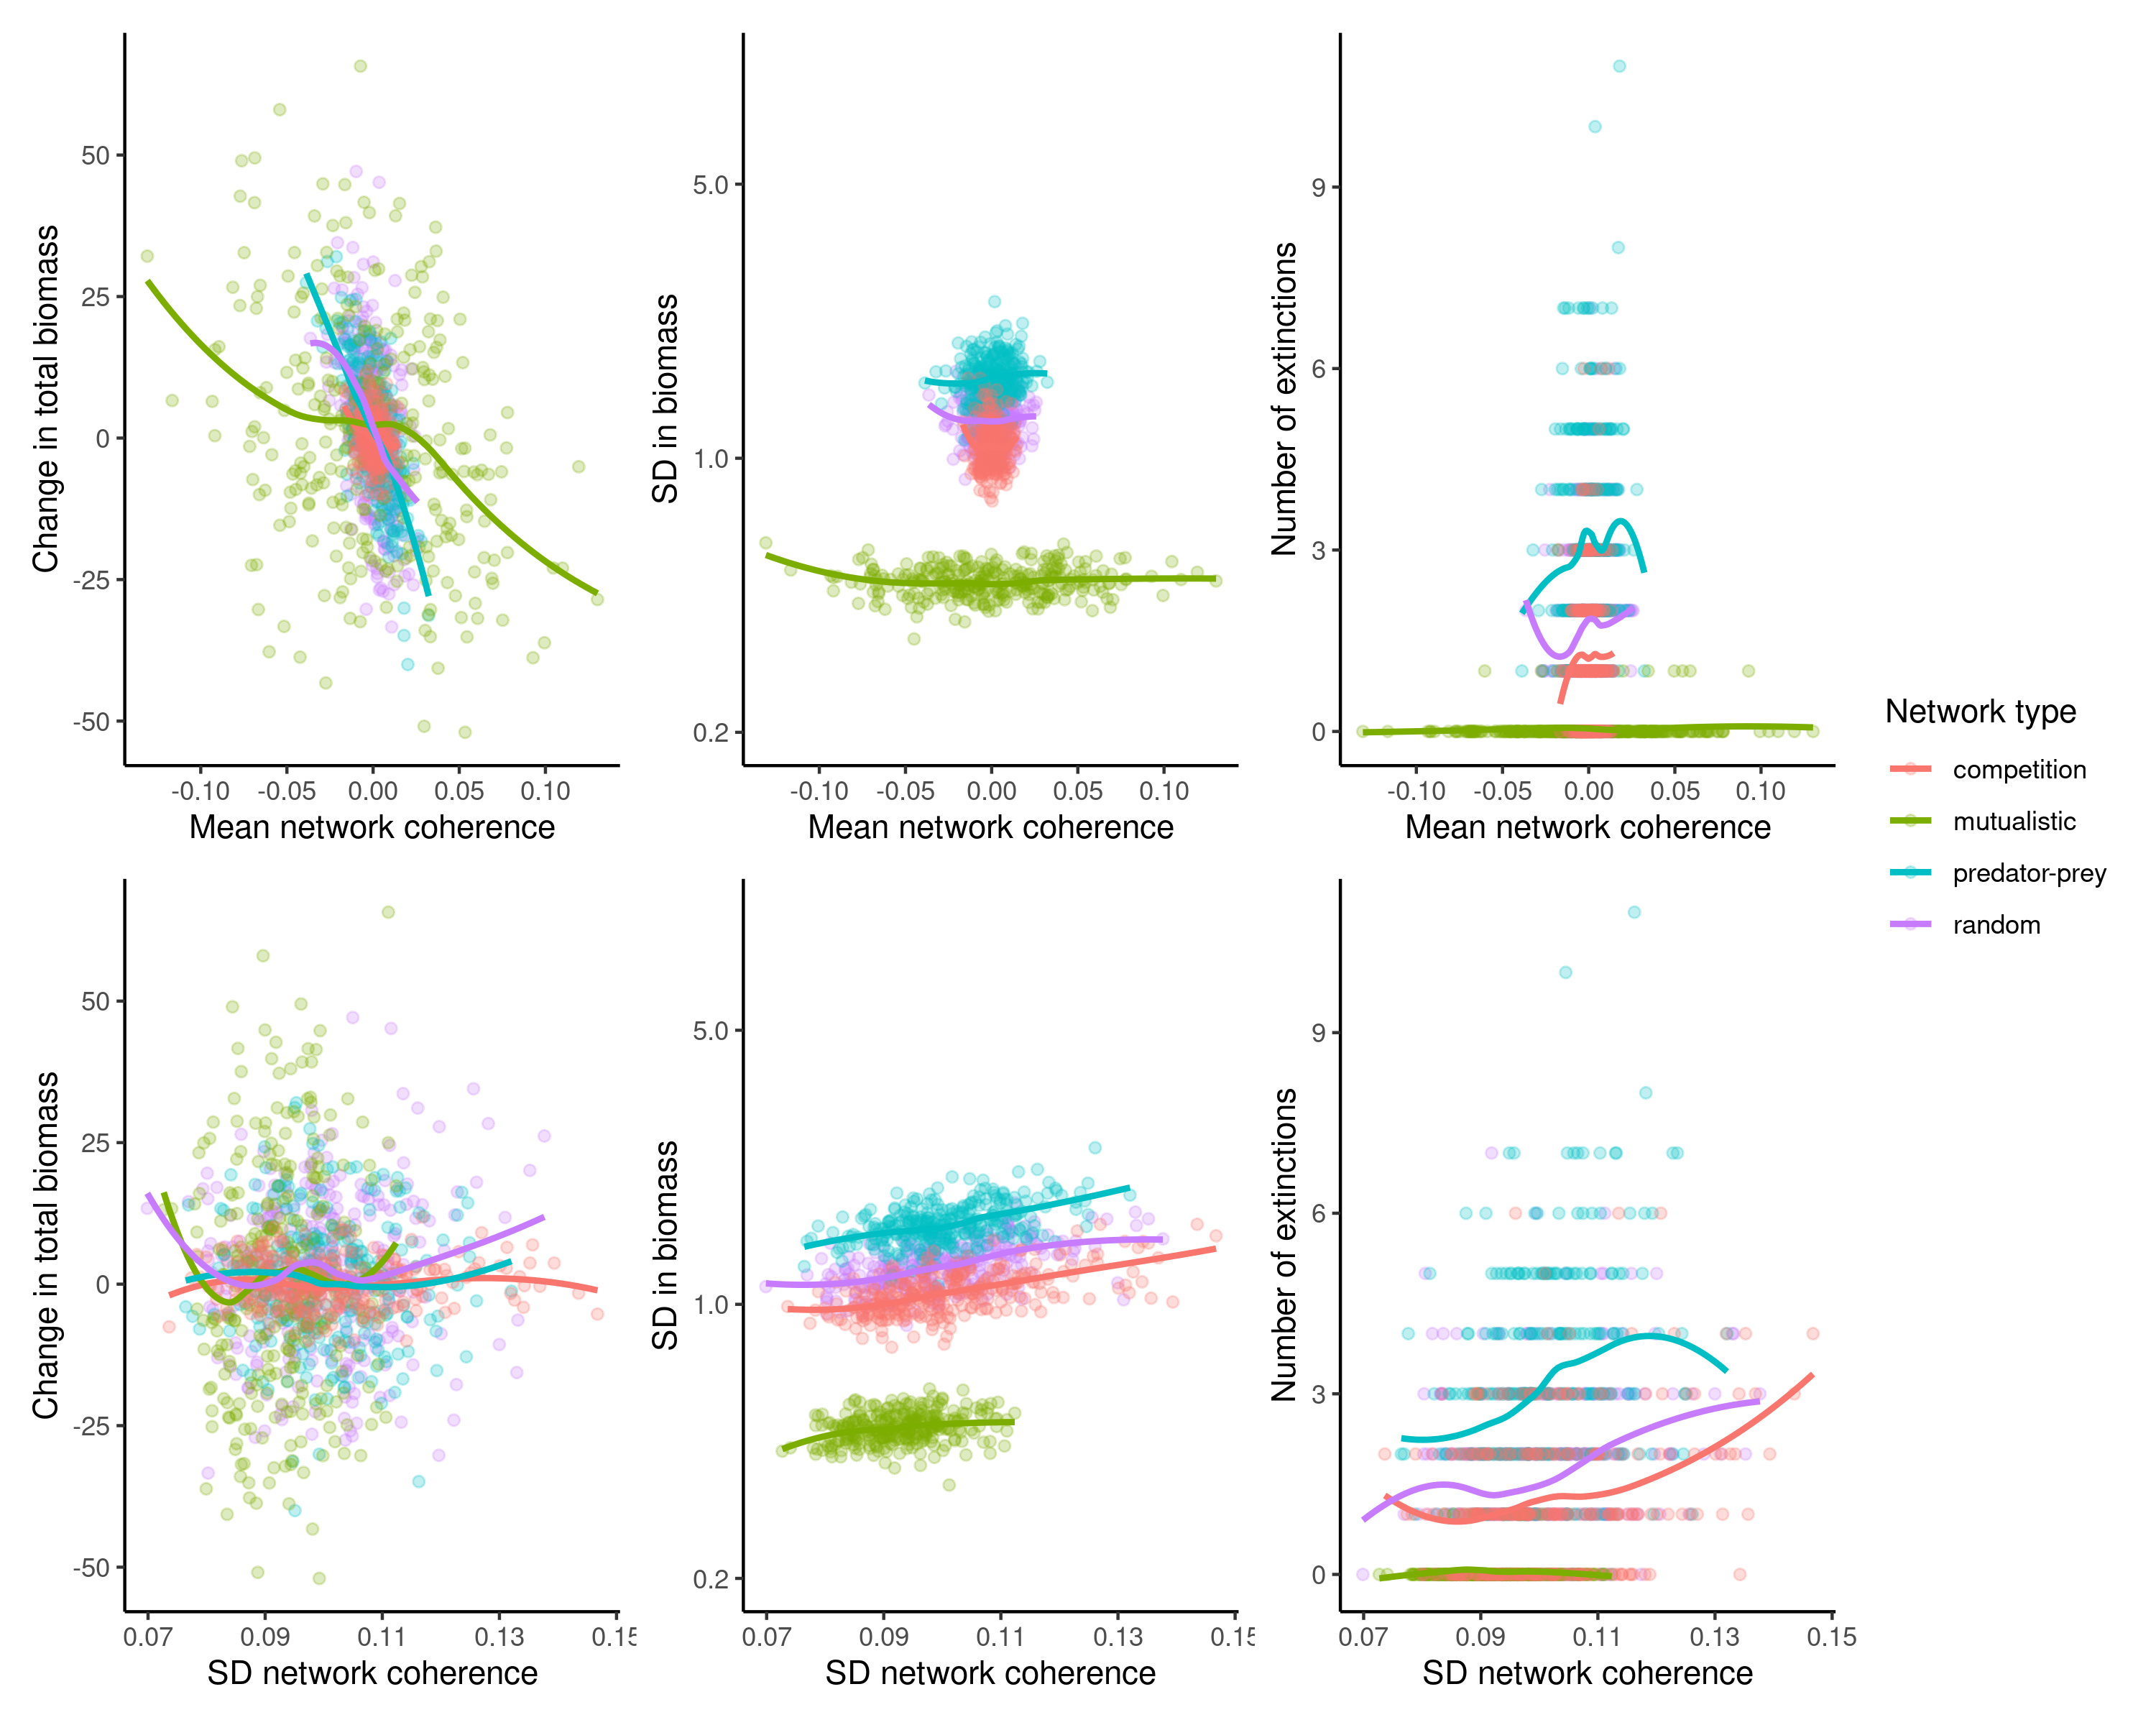 Change in total biomass
50
25
0
-25
-50
-0.10 -0.05 0.00 0.05 0.10
Mean network coherence
SD in biomass
5.0
1.0
0.2
-0.10 -0.05 0.00 0.05 0.10
Mean network coherence
Number of extinctions
9
6
3
0
-0.10 -0.05 0.00 0.05 0.10
Mean network coherence
Network type
competition
mutualistic
predator-prey
random
Change in total biomass
50
25
0
-25
-50
0.07 0.09 0.11 0.13 0.15
SD network coherence
SD in biomass
5.0
1.0
0.2
0.07 0.09 0.11 0.13 0.15
SD network coherence
Number of extinctions
9
6
3
0
0.07 0.09 0.11 0.13 0.15
SD network coherence